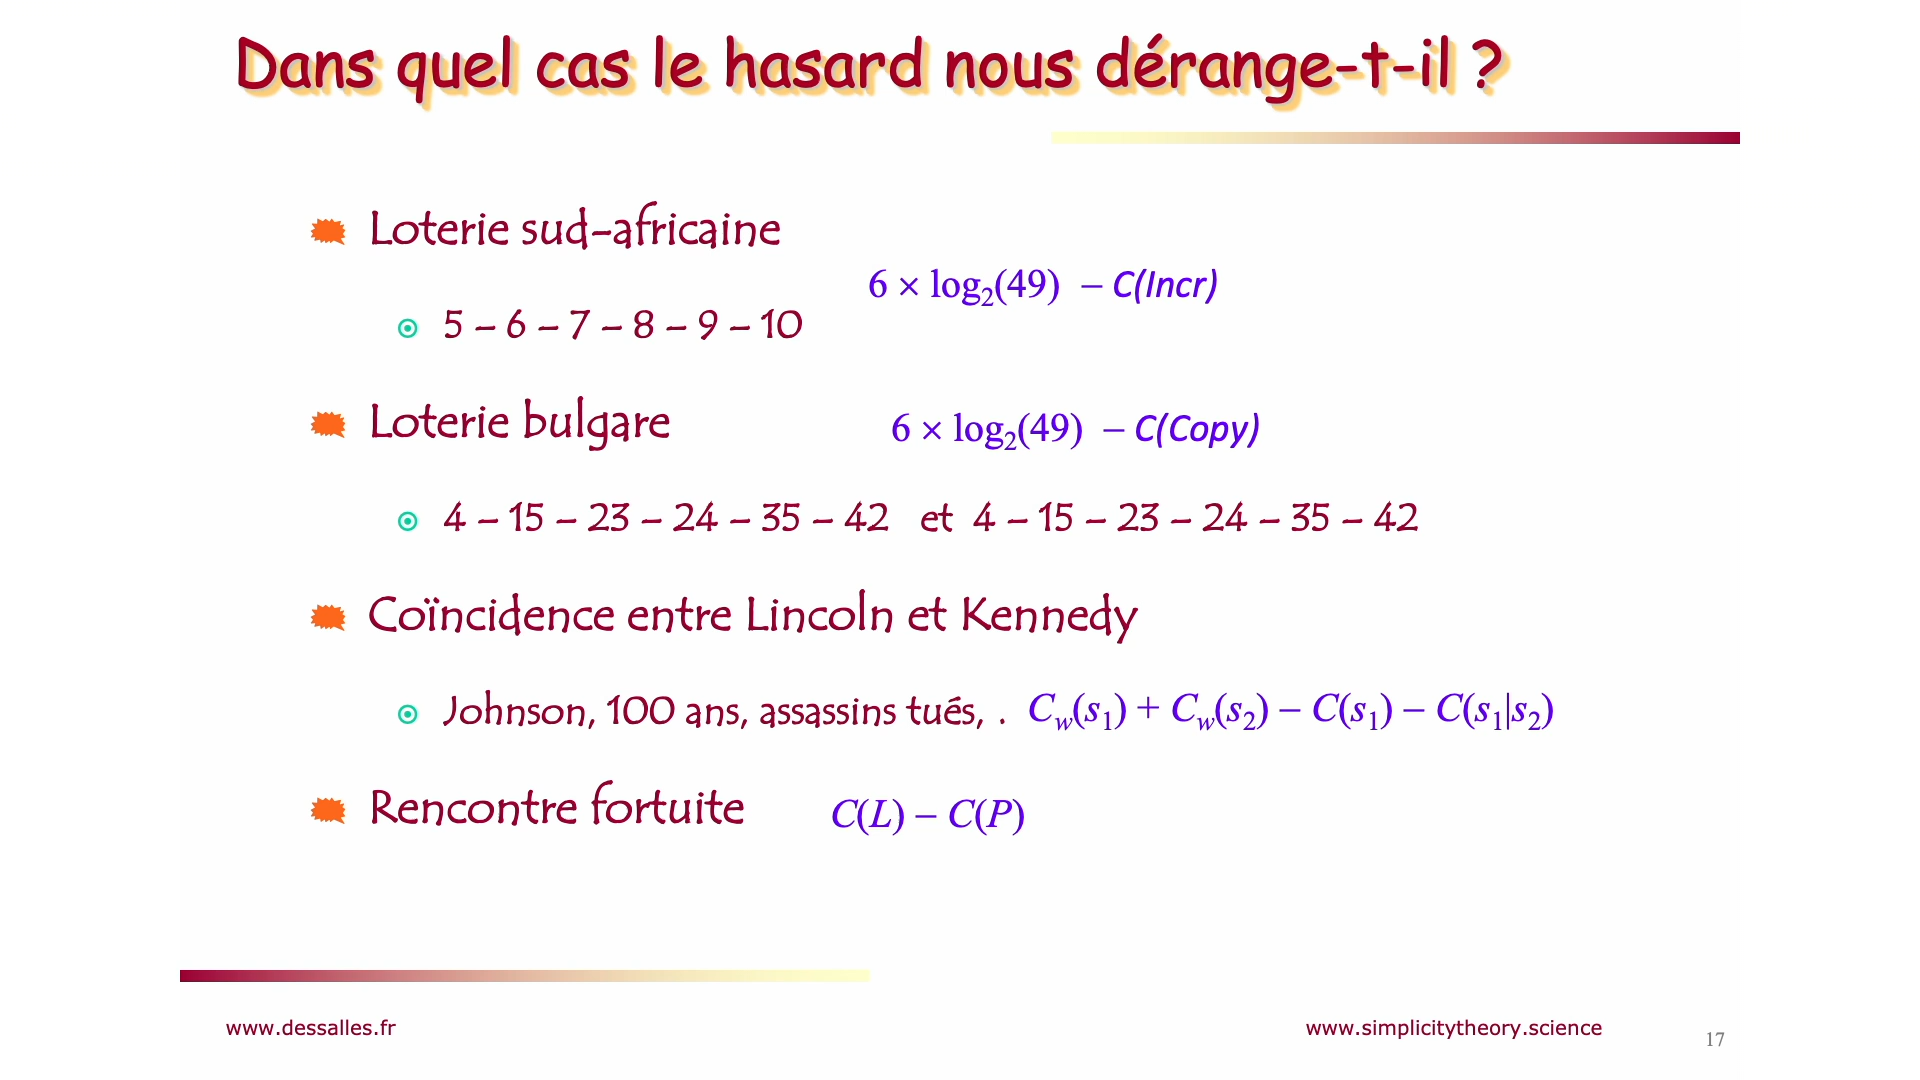 Dans quel cas le hasard nous dérange-t-il ?
Loterie sud-africaine
6 × log₂(49) – C(Incr)
5 – 6 – 7 – 8 – 9 – 10
Loterie bulgare
6 × log₂(49) – C(Copy)
4 – 15 – 23 – 24 – 35 – 42 et 4 – 15 – 23 – 24 – 35 – 42
Coïncidence entre Lincoln et Kennedy
Johnson, 100 ans, assassins tués, . C_w(s₁) + C_w(s₂) – C(s₁) – C(s₁|s₂)
Rencontre fortuite C(L) – C(P)
www.dessalles.fr
www.simplicitytheory.science
17